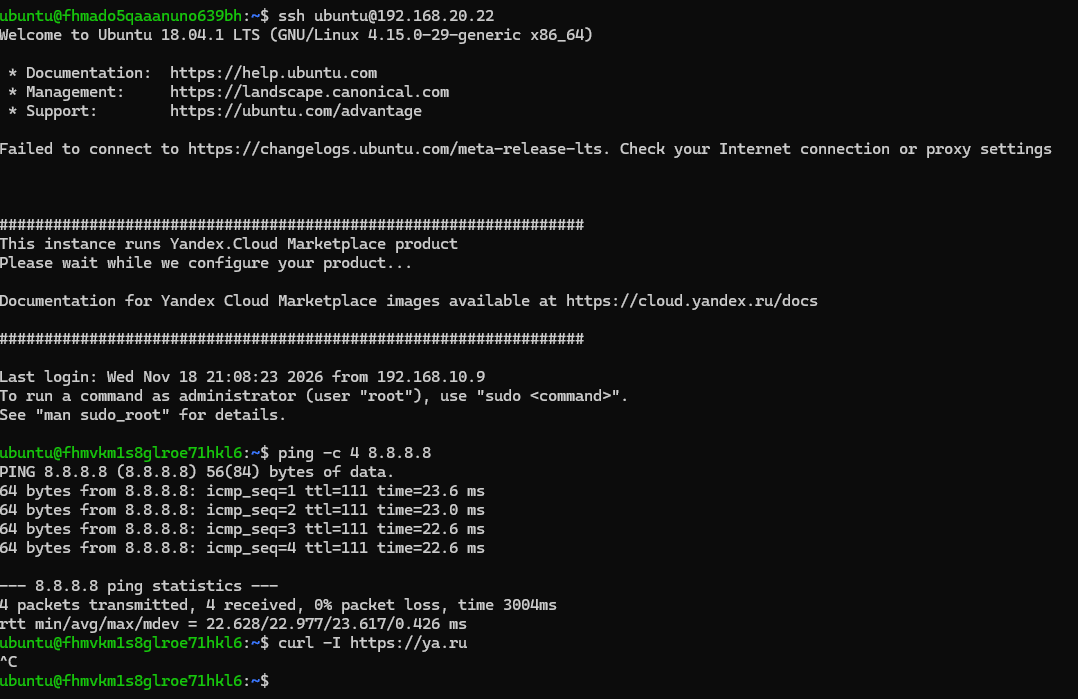 ubuntu@fhmado5qaaanuno639bh:~$ ssh ubuntu@192.168.20.22
Welcome to Ubuntu 18.04.1 LTS (GNU/Linux 4.15.0-29-generic x86_64)
* Documentation: https://help.ubuntu.com
* Management: https://landscape.canonical.com
* Support: https://ubuntu.com/advantage
Failed to connect to https://changelogs.ubuntu.com/meta-release-lts. Check your Internet connection or proxy settings
#################################################################
This instance runs Yandex.Cloud Marketplace product
Please wait while we configure your product...
Documentation for Yandex Cloud Marketplace images available at https://cloud.yandex.ru/docs
#################################################################
Last login: Wed Nov 18 21:08:23 2026 from 192.168.10.9
To run a command as administrator (user "root"), use "sudo <command>".
See "man sudo_root" for details.
ubuntu@fhmvkm1s8glroe71hkl6:~$ ping -c 4 8.8.8.8
PING 8.8.8.8 (8.8.8.8) 56(84) bytes of data.
64 bytes from 8.8.8.8: icmp_seq=1 ttl=111 time=23.6 ms
64 bytes from 8.8.8.8: icmp_seq=2 ttl=111 time=23.0 ms
64 bytes from 8.8.8.8: icmp_seq=3 ttl=111 time=22.6 ms
64 bytes from 8.8.8.8: icmp_seq=4 ttl=111 time=22.6 ms
--- 8.8.8.8 ping statistics ---
4 packets transmitted, 4 received, 0% packet loss, time 3004ms
rtt min/avg/max/mdev = 22.628/22.977/23.617/0.426 ms
ubuntu@fhmvkm1s8glroe71hkl6:~$ curl -I https://ya.ru
^C
ubuntu@fhmvkm1s8glroe71hkl6:~$